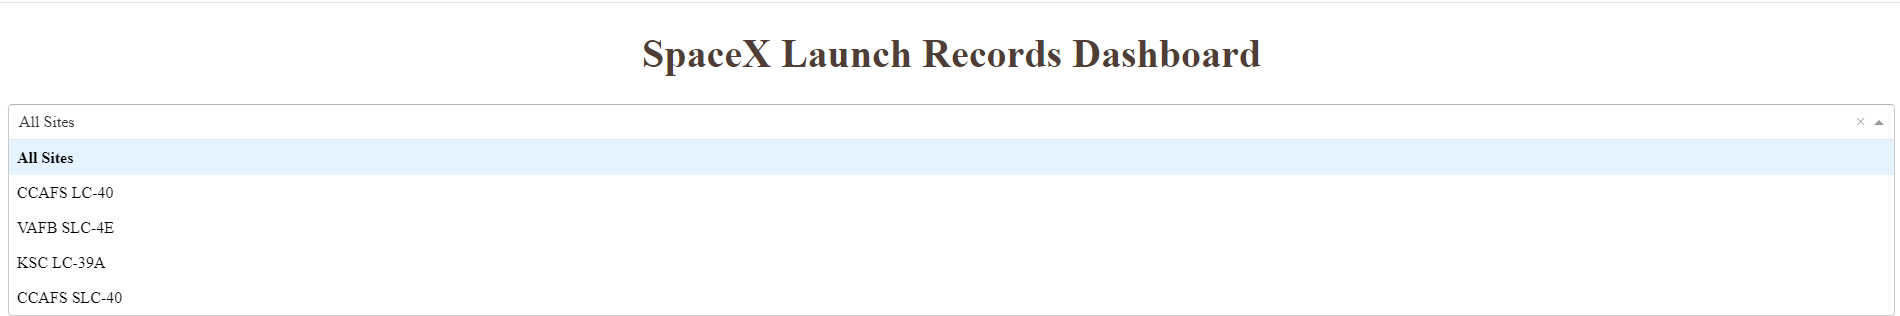 SpaceX Launch Records Dashboard
All Sites
All Sites
CCAFS LC-40
VAFB SLC-4E
KSC LC-39A
CCAFS SLC-40